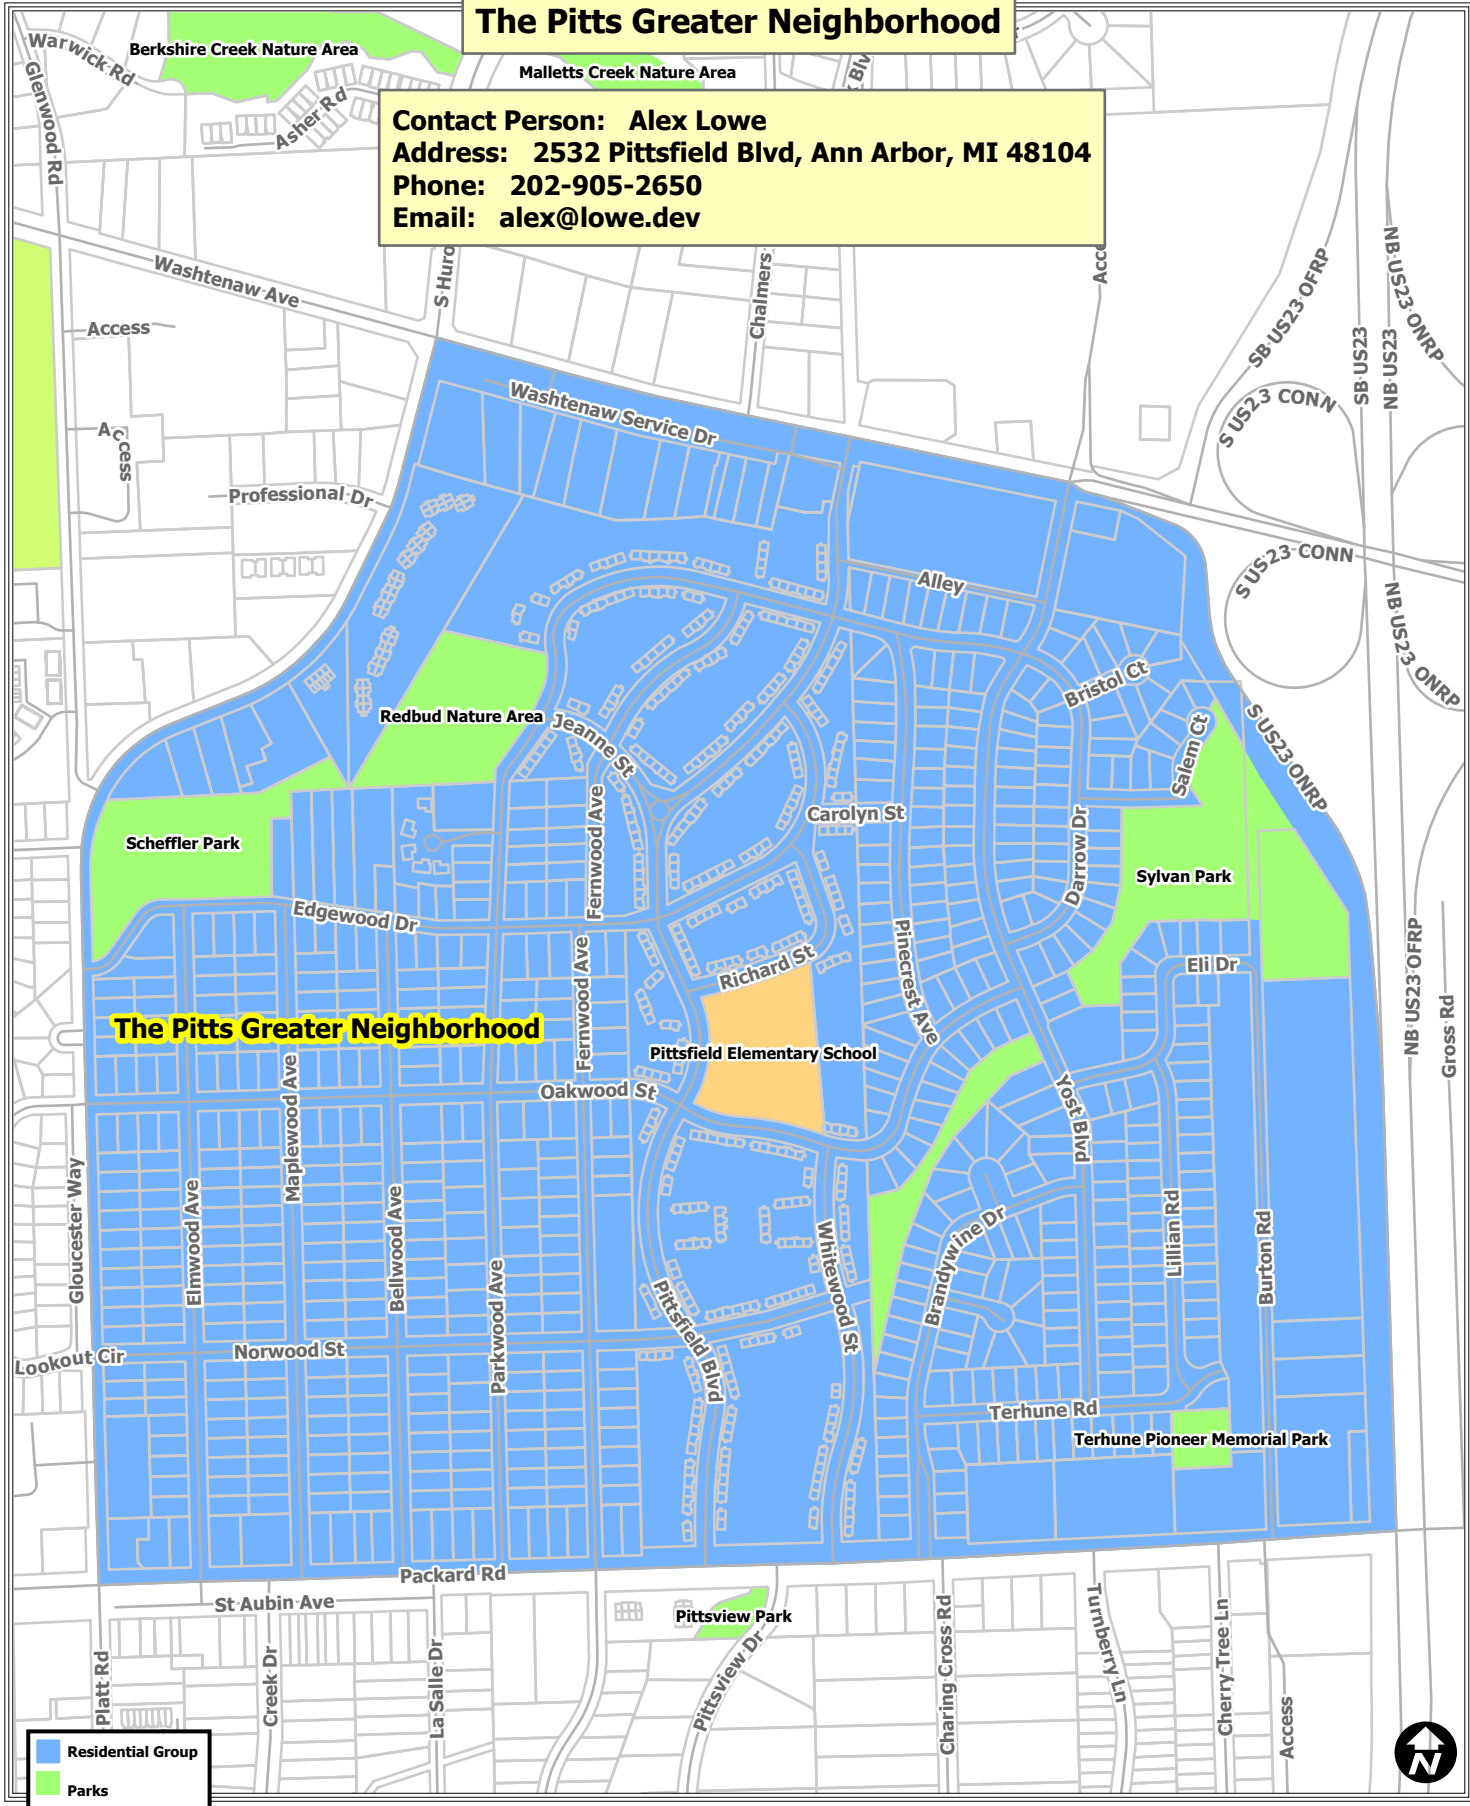 The Pitts Greater Neighborhood
Berkshire Creek Nature Area
Malletts Creek Nature Area
Warwick Rd
Glenwood Rd
Asher Rd
Contact Person: Alex Lowe
Address: 2532 Pittsfield Blvd, Ann Arbor, MI 48104
Phone: 202-905-2650
Email: alex@lowe.dev
Washtenaw Ave
S Huro
Chalmers
Acce
SB US23 OFRP
NB US23 ONRP
SB US23
NB US23
Access
Access
Professional Dr
Washtenaw Service Dr
S US23 CONN
S US23 CONN
NB US23 ONRP
Alley
Bristol Ct
Salem Ct
S US23 ONRP
Redbud Nature Area
Jeanne St
Carolyn St
Fernwood Ave
Darrow Dr
Scheffler Park
Sylvan Park
Edgewood Dr
Pinecrest Ave
Richard St
Eli Dr
NB US23 OFRP
Gross Rd
Fernwood Ave
The Pitts Greater Neighborhood
Pittsfield Elementary School
Maplewood Ave
Oakwood St
Yost Blvd
Gloucester Way
Elmwood Ave
Bellwood Ave
Parkwood Ave
Pittsfield Blvd
Whitewood St
Brandywine Dr
Lillian Rd
Burton Rd
Lookout Cir
Norwood St
Terhune Rd
Terhune Pioneer Memorial Park
Packard Rd
St Aubin Ave
Pittsview Park
Platt Rd
Creek Dr
La Salle Dr
Pittsview Dr
Charing Cross Rd
Turnberry Ln
Cherry Tree Ln
Access
Residential Group
Parks
N